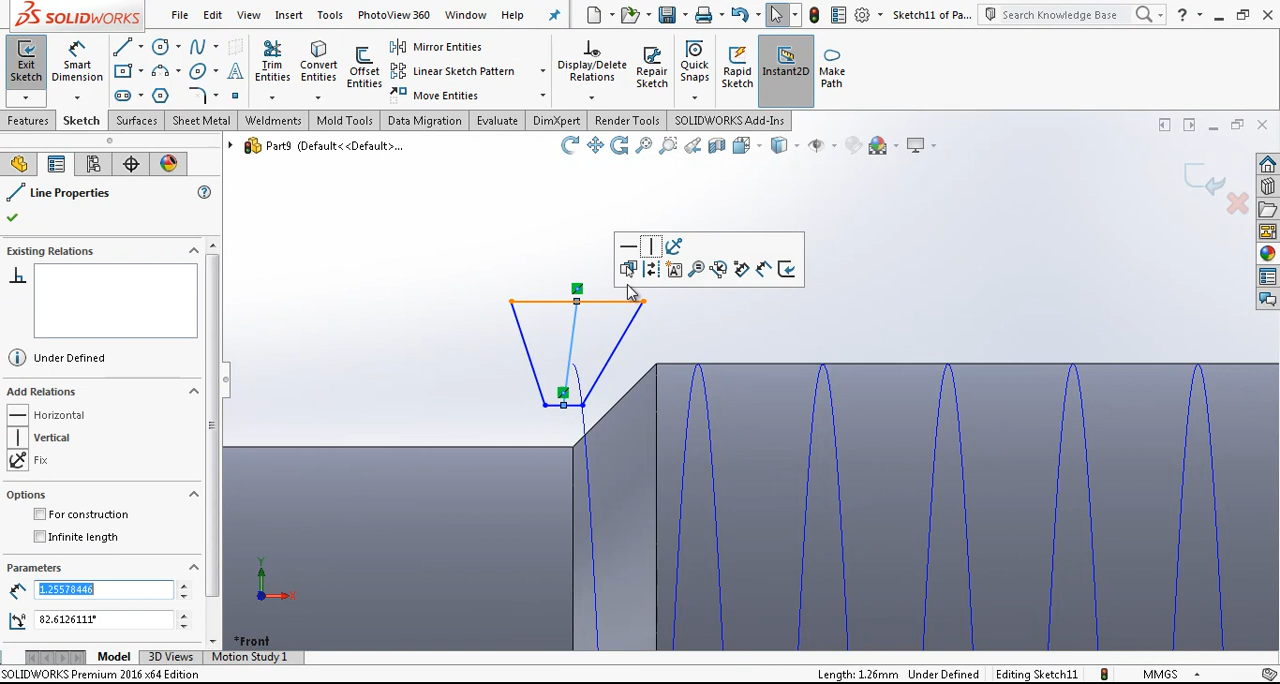 SOLIDWORKS File Edit View Insert Tools PhotoView 360 Window Help Sketch11 of Pa... Search Knowledge Base ?
Exit Sketch
Smart Dimension
Trim Entities
Convert Entities
Offset Entities
Mirror Entities
Linear Sketch Pattern
Move Entities
Display/Delete Relations
Repair Sketch
Quick Snaps
Rapid Sketch
Instant2D
Make Path
Features Sketch Surfaces Sheet Metal Weldments Mold Tools Data Migration Evaluate DimXpert Render Tools SOLIDWORKS Add-Ins
Part9 (Default<<Default>...
Line Properties ?
Existing Relations
Under Defined
Add Relations
Horizontal
Vertical
Fix
Options
For construction
Infinite length
Parameters
1.25578446
82.6126111°
Y
X
*Front
Model 3D Views Motion Study 1
SOLIDWORKS Premium 2016 x64 Edition Length: 1.26mm Under Defined Editing Sketch11 MMGS